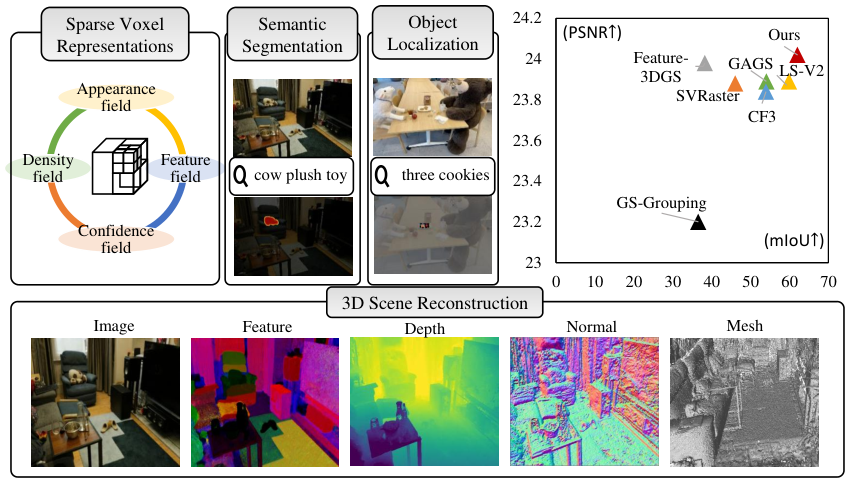 Sparse Voxel
Representations
Appearance
field
Density
field
Feature
field
Confidence
field
Semantic
Segmentation
cow plush toy
Object
Localization
three cookies
(PSNR↑)
24.2
24
23.8
23.6
23.4
23.2
23
0 10 20 30 40 50 60 70
(mIoU↑)
Ours
Feature-
3DGS
GAGS
LS-V2
SVRaster
CF3
GS-Grouping
3D Scene Reconstruction
Image Feature Depth Normal Mesh